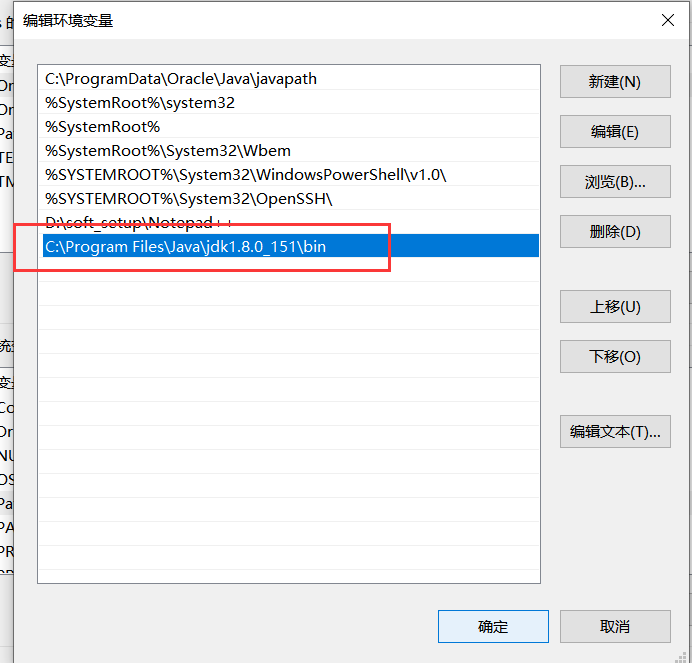 编辑环境变量
C:\ProgramData\Oracle\Java\javapath
%SystemRoot%\system32
%SystemRoot%
%SystemRoot%\System32\Wbem
%SYSTEMROOT%\System32\WindowsPowerShell\v1.0\
%SYSTEMROOT%\System32\OpenSSH\
D:\soft_setup\Notepad++
C:\Program Files\Java\jdk1.8.0_151\bin
新建(N)
编辑(E)
浏览(B)...
删除(D)
上移(U)
下移(O)
编辑文本(T)...
确定
取消